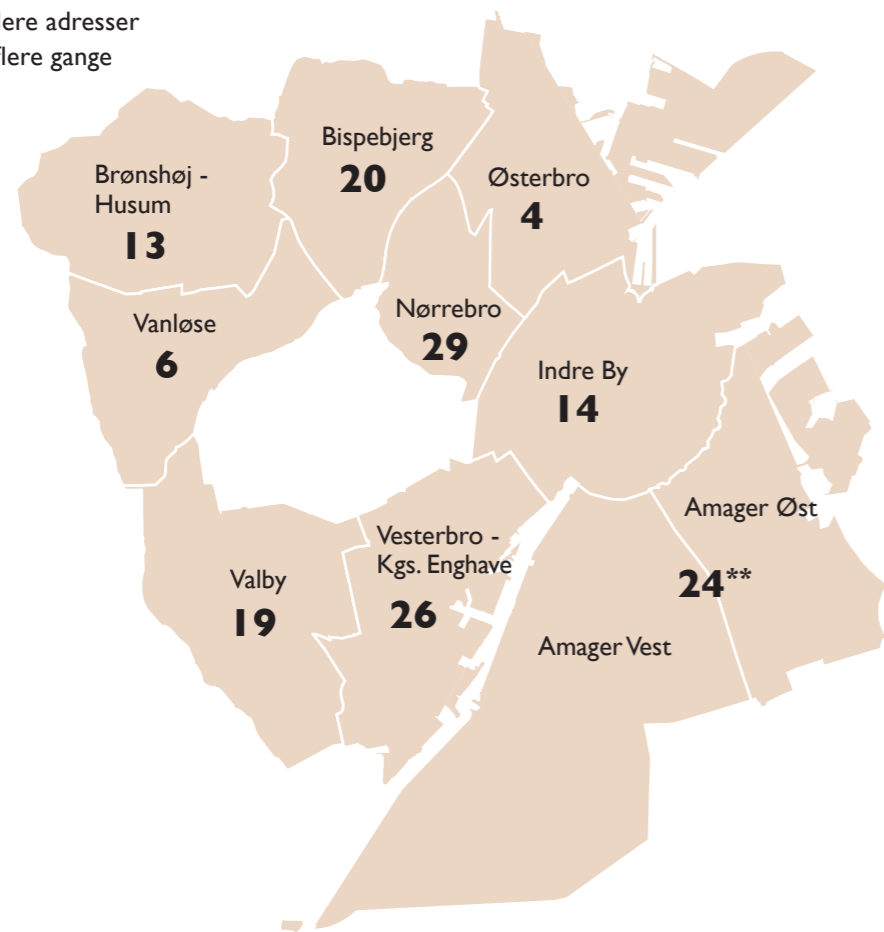 adresser
flere gange
Bispebjerg
20
Østerbro
4
Brønshøj -
Husum
13
Vanløse
6
Nørrebro
29
Indre By
14
Amager Øst
Vesterbro -
Kgs. Enghave
26
Valby
19
24**
Amager Vest